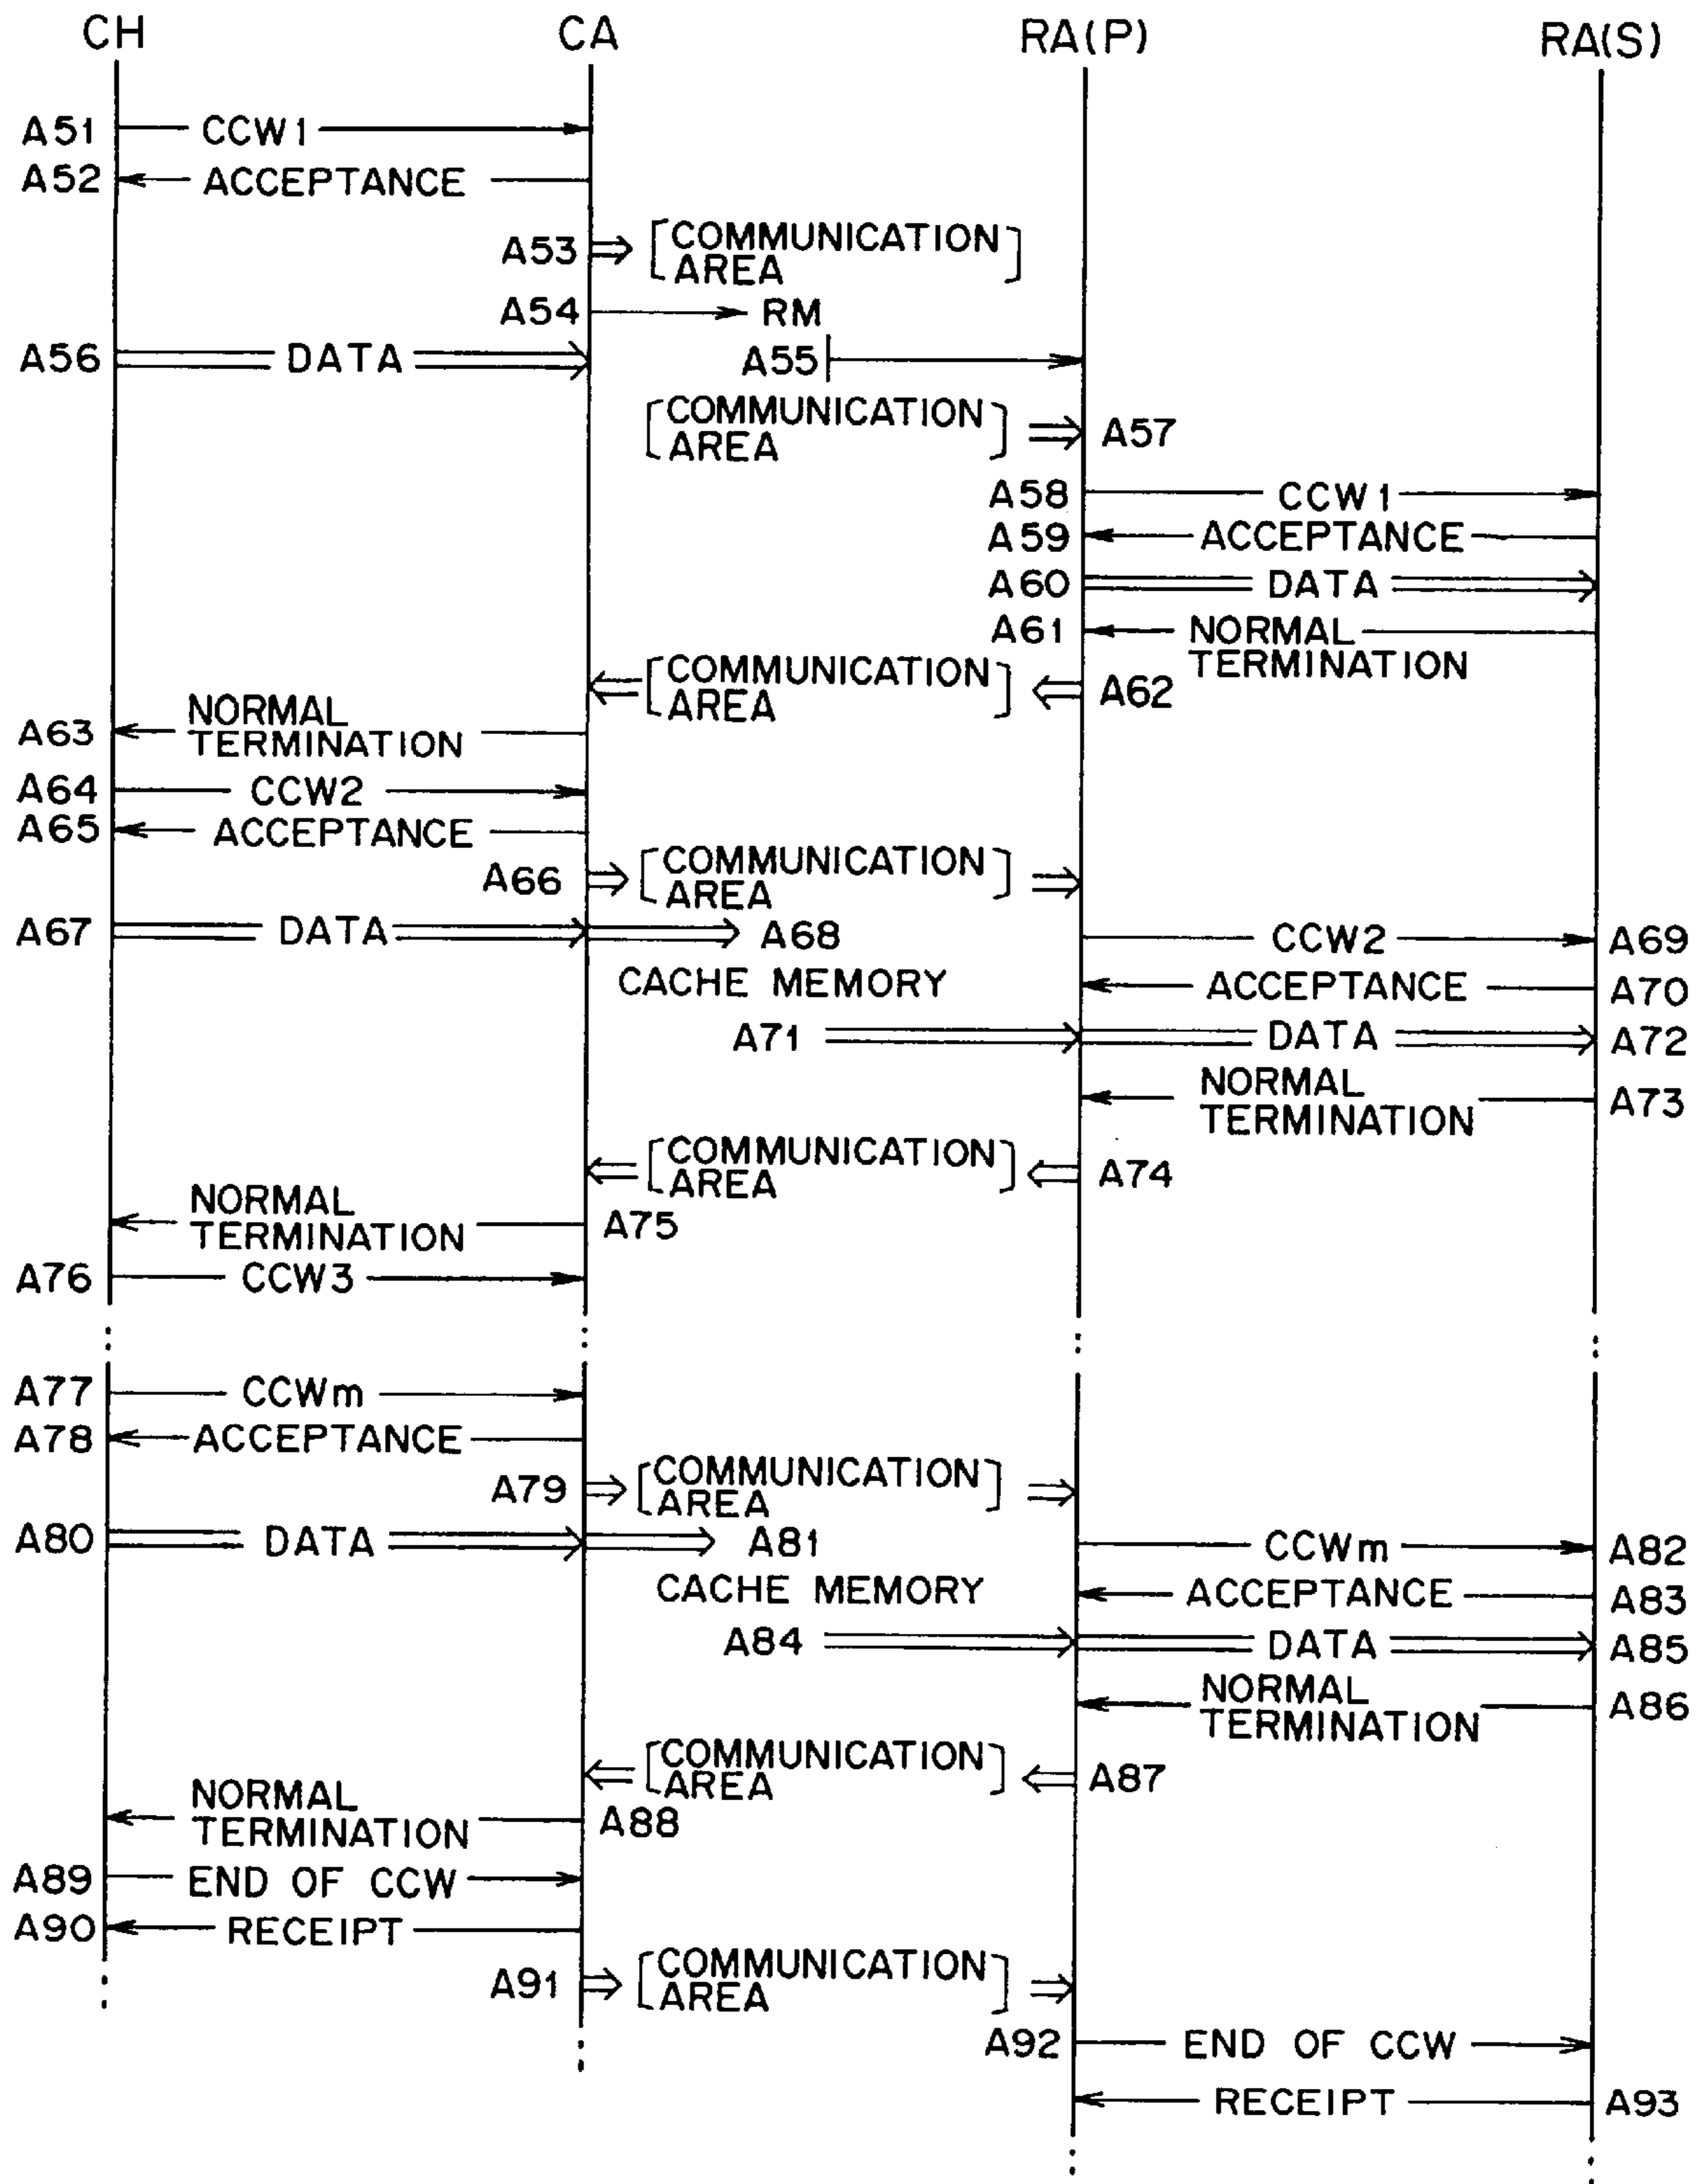 CH CA RA(P) RA(S)
A51 CCW1
A52 ACCEPTANCE
A53 [COMMUNICATION
AREA]
A54 RM
A56 DATA A55
[COMMUNICATION
AREA] A57
A58 CCW1
A59 ACCEPTANCE
A60 DATA
A61 NORMAL
TERMINATION
[COMMUNICATION
AREA] A62
A63 NORMAL
TERMINATION
A64 CCW2
A65 ACCEPTANCE
A66 [COMMUNICATION
AREA]
A67 DATA A68 CCW2 A69
CACHE MEMORY ACCEPTANCE A70
A71 DATA A72
NORMAL
TERMINATION A73
[COMMUNICATION
AREA] A74
NORMAL
TERMINATION A75
A76 CCW3
A77 CCWm
A78 ACCEPTANCE
A79 [COMMUNICATION
AREA]
A80 DATA A81 CCWm A82
CACHE MEMORY ACCEPTANCE A83
A84 DATA A85
NORMAL
TERMINATION A86
[COMMUNICATION
AREA] A87
NORMAL
TERMINATION A88
A89 END OF CCW
A90 RECEIPT
A91 [COMMUNICATION
AREA]
A92 END OF CCW
RECEIPT A93